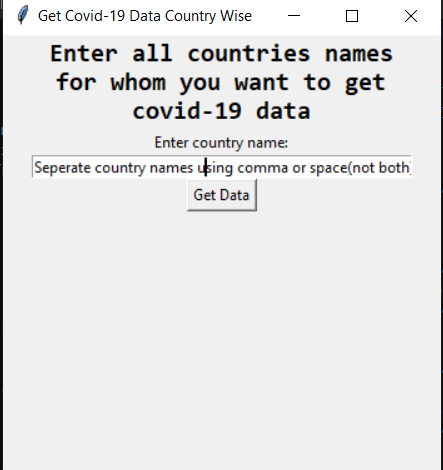 Get Covid-19 Data Country Wise
Enter all countries names
for whom you want to get
covid-19 data
Enter country name:
Seperate country names using comma or space(not both)
Get Data